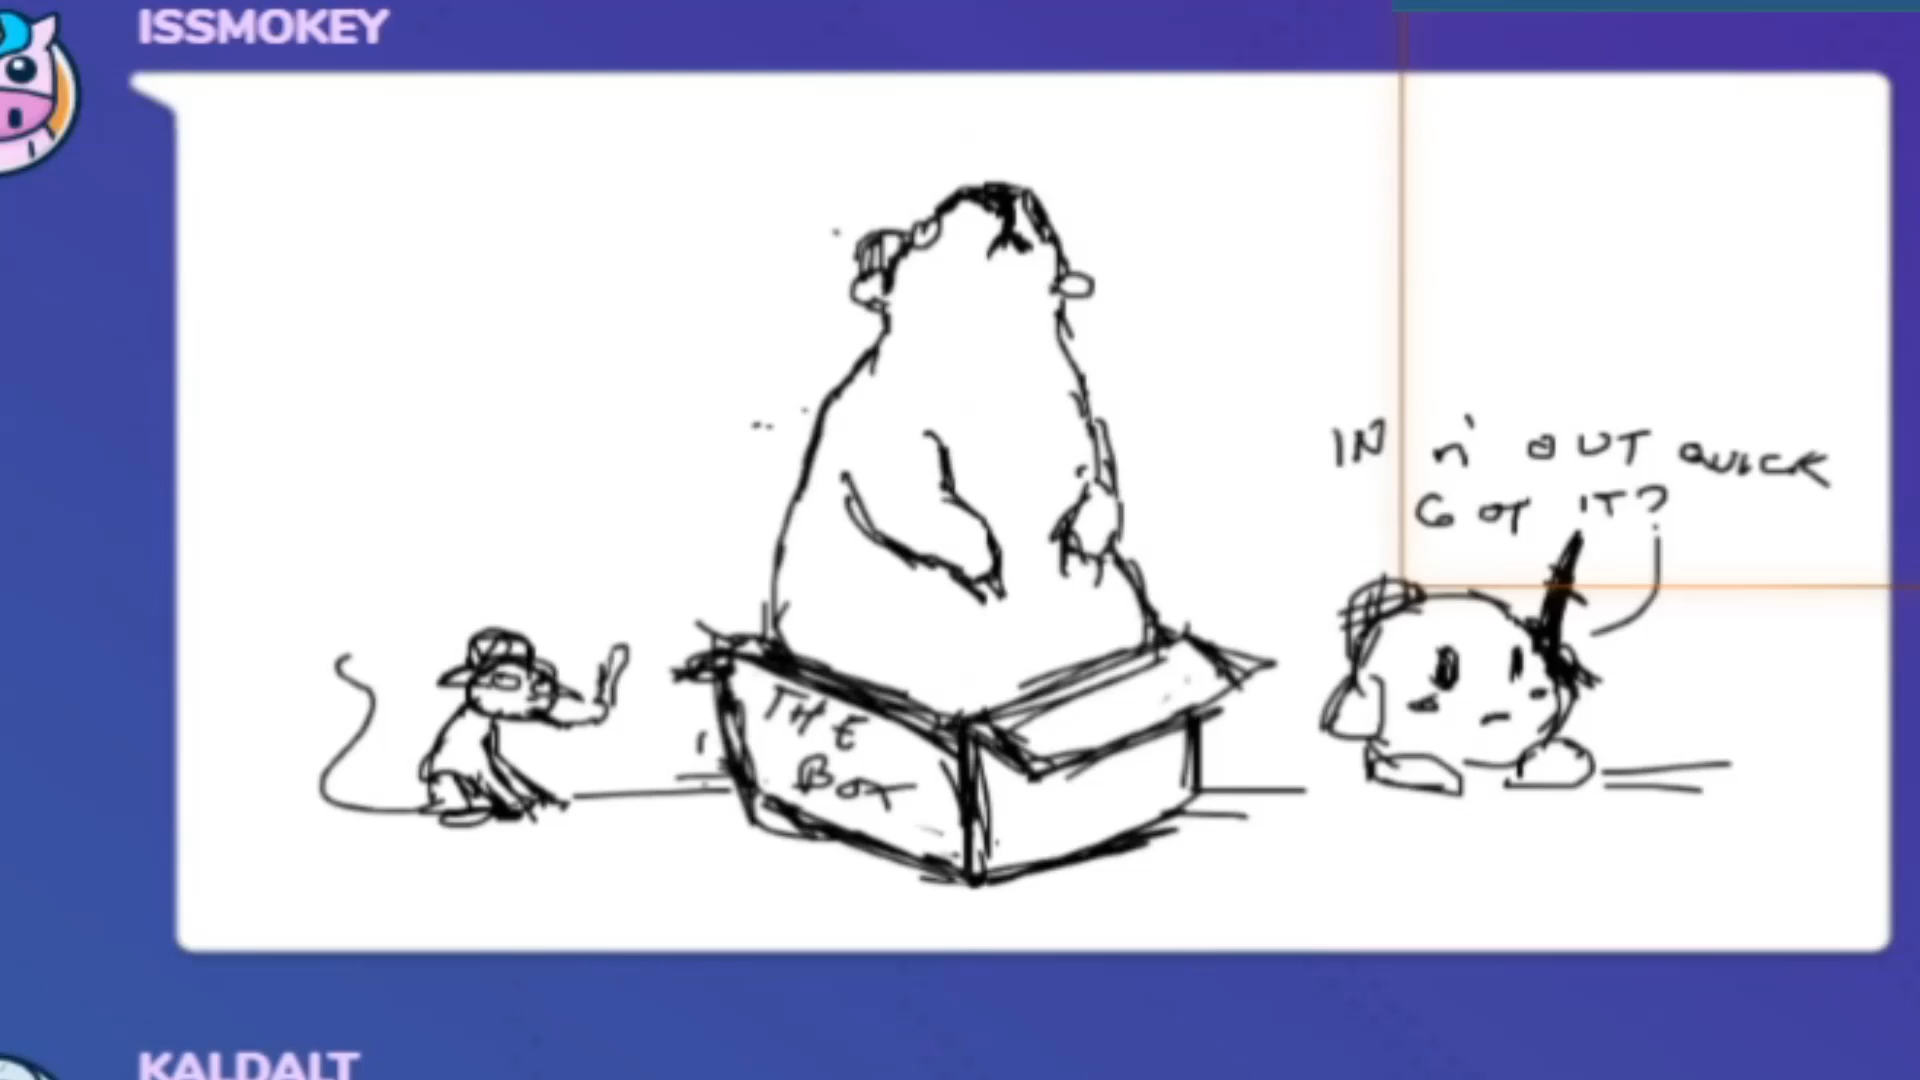 ISSMOKEY
IN n' OUT QUICK
GOT IT?
THE
BOX
KALDALT